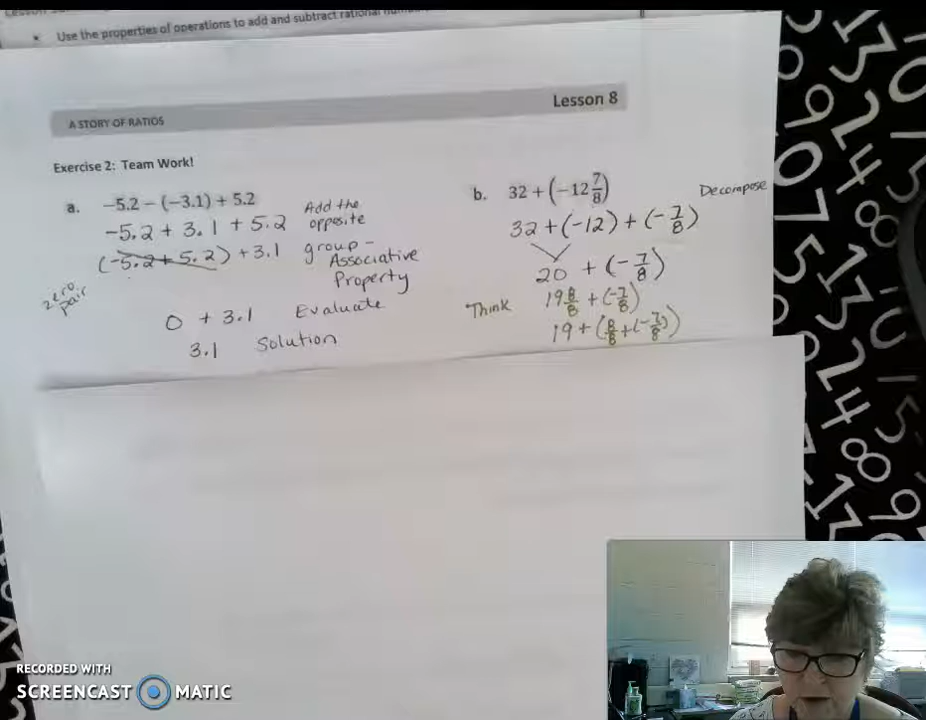 • Use the properties of operations to add and subtract rational
A STORY OF RATIOS
Lesson 8
Exercise 2: Team Work!
a. −5.2 − (−3.1) + 5.2
−5.2 + 3.1 + 5.2 Add the opposite
(−5.2 + 5.2) + 3.1 group - Associative Property
zero pair
0 + 3.1 Evaluate
3.1 Solution
b. 32 + (−12 7/8)
Decompose
32 + (−12) + (−7/8)
20 + (−7/8)
Think 19 8/8 + (−7/8)
19 + (8/8 + (−7/8))
RECORDED WITH
SCREENCAST MATIC